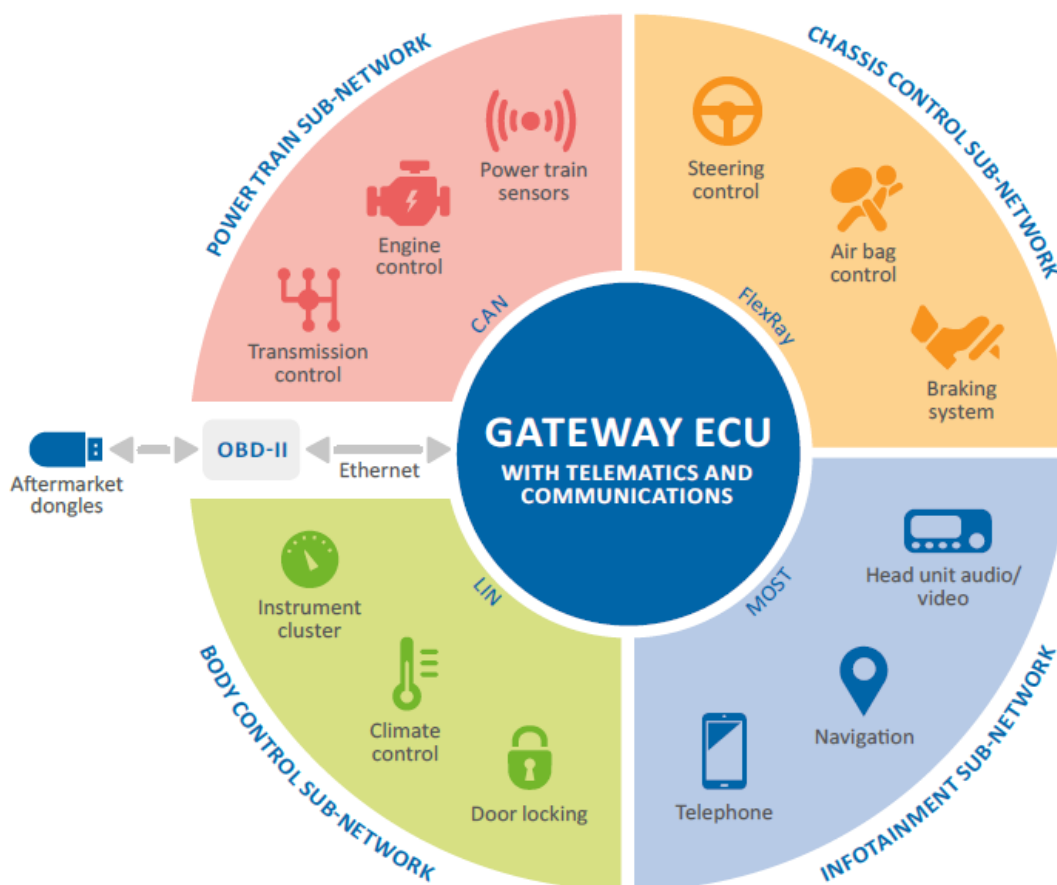 POWER TRAIN SUB-NETWORK
Power train
sensors
Engine
control
Transmission
control
CAN
CHASSIS CONTROL SUB-NETWORK
Steering
control
Air bag
control
Braking
system
FlexRay
GATEWAY ECU
WITH TELEMATICS AND
COMMUNICATIONS
Aftermarket
dongles
OBD-II
Ethernet
BODY CONTROL SUB-NETWORK
Instrument
cluster
Climate
control
Door locking
LIN
INFOTAINMENT SUB-NETWORK
Head unit audio/
video
Navigation
Telephone
MOST